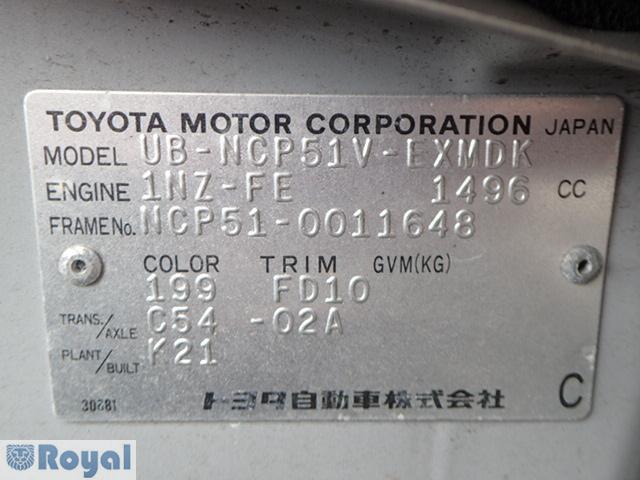 TOYOTA MOTOR CORPORATION JAPAN
MODEL UB-NCP51V-EXMDK
ENGINE 1NZ-FE 1496 CC
FRAME No. NCP51-0011648
COLOR TRIM GVM(KG)
199 FD10
TRANS./AXLE C54 -02A
PLANT/BUILT K21
30881 トヨタ自動車株式会社 C
Royal